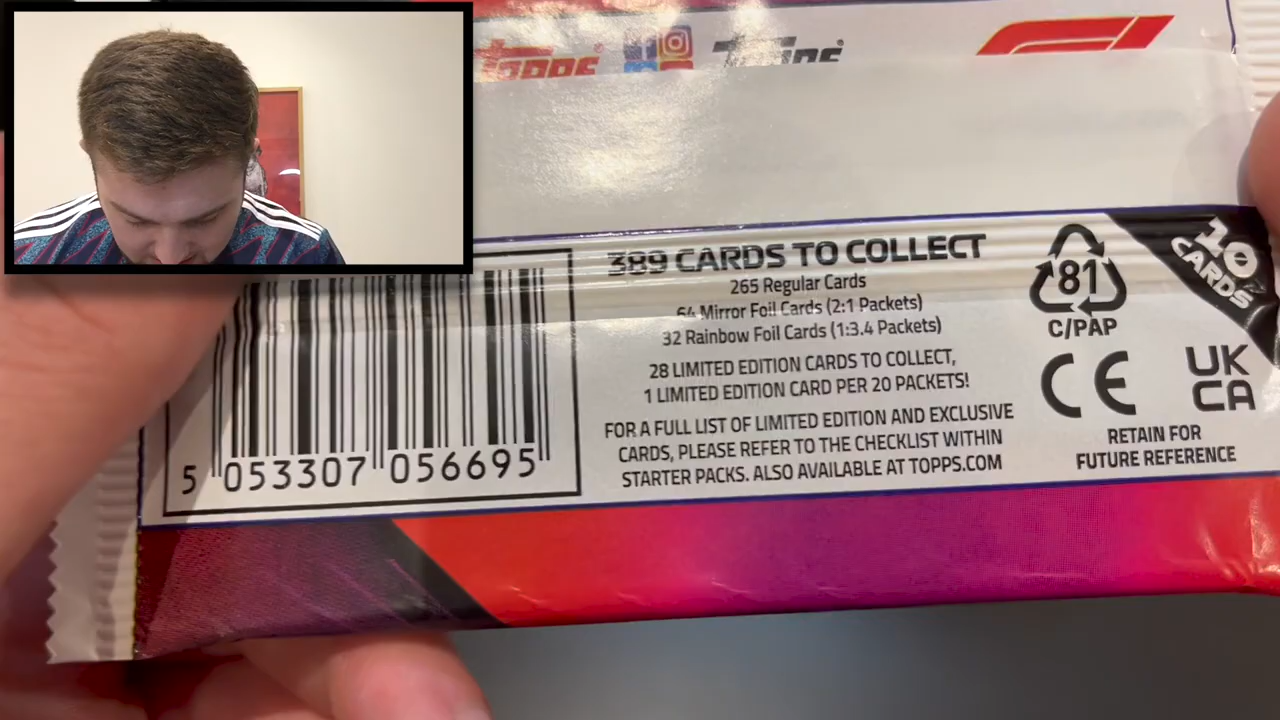 topps
topps
F1
389 CARDS TO COLLECT
265 Regular Cards
64 Mirror Foil Cards (2:1 Packets)
32 Rainbow Foil Cards (1:3.4 Packets)
28 LIMITED EDITION CARDS TO COLLECT,
1 LIMITED EDITION CARD PER 20 PACKETS!
FOR A FULL LIST OF LIMITED EDITION AND EXCLUSIVE
CARDS, PLEASE REFER TO THE CHECKLIST WITHIN
STARTER PACKS. ALSO AVAILABLE AT TOPPS.COM
5 053307 056695
81
C/PAP
CE
UK
CA
RETAIN FOR
FUTURE REFERENCE
10
CARDS